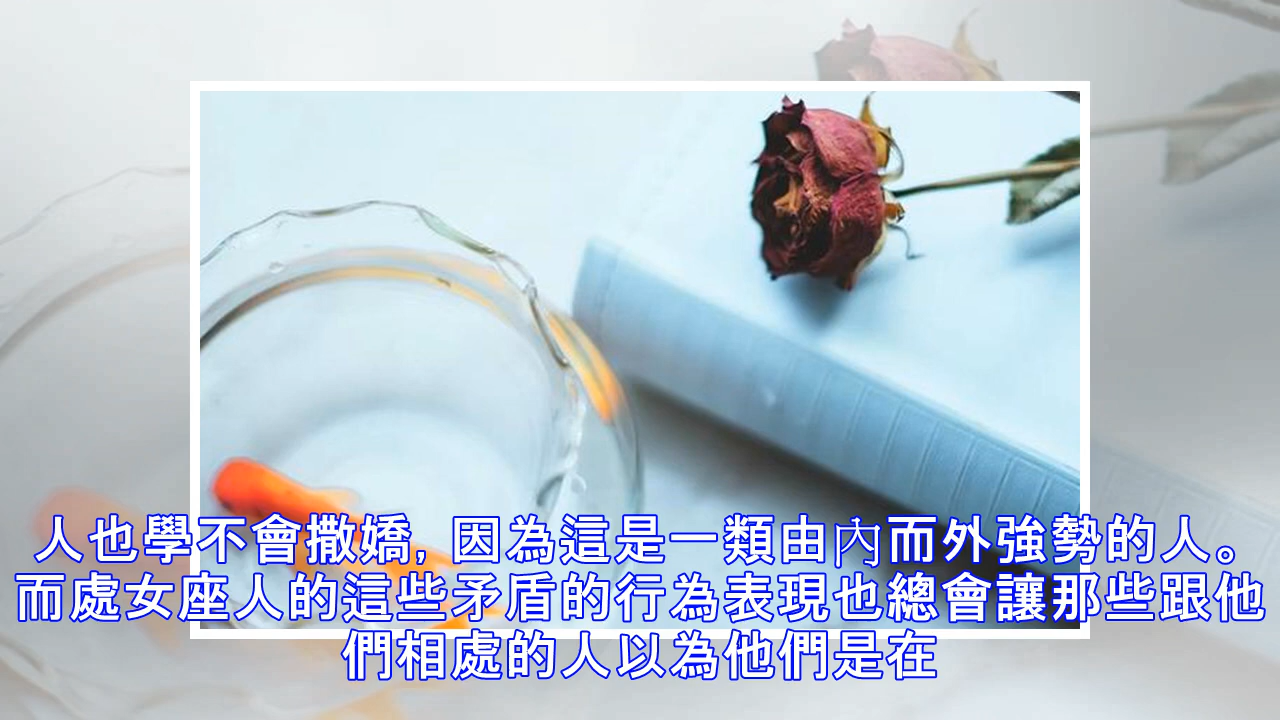 人也學不會撒嬌, 因為這是一類由內而外強勢的人。
而處女座人的這些矛盾的行為表現也總會讓那些跟他
們相處的人以為他們是在